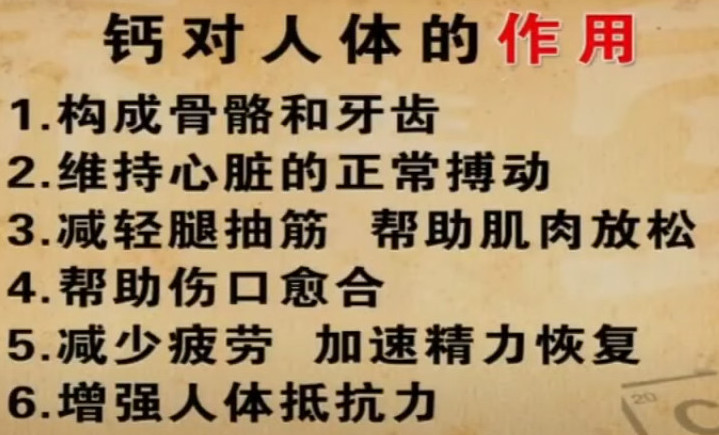 钙对人体的作用
1.构成骨骼和牙齿
2.维持心脏的正常搏动
3.减轻腿抽筋 帮助肌肉放松
4.帮助伤口愈合
5.减少疲劳 加速精力恢复
6.增强人体抵抗力
20
C